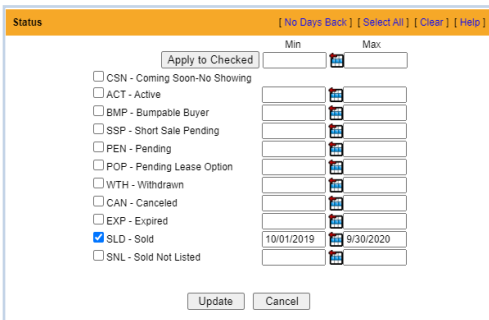 Status [ No Days Back ] [ Select All ] [ Clear ] [ Help ]
Min Max
Apply to Checked
CSN - Coming Soon-No Showing
ACT - Active
BMP - Bumpable Buyer
SSP - Short Sale Pending
PEN - Pending
POP - Pending Lease Option
WTH - Withdrawn
CAN - Canceled
EXP - Expired
SLD - Sold 10/01/2019 9/30/2020
SNL - Sold Not Listed
Update Cancel